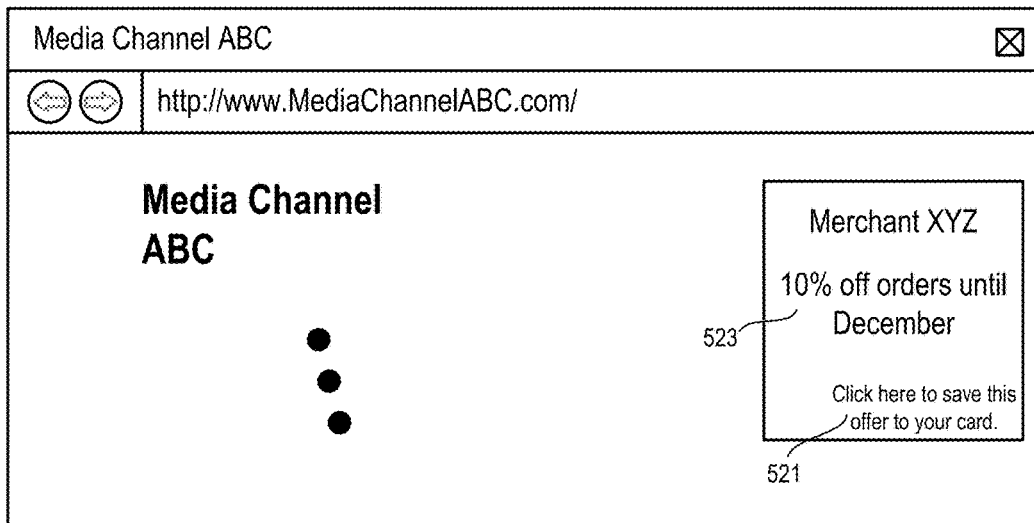 Media Channel ABC
http://www.MediaChannelABC.com/
Media Channel
ABC
Merchant XYZ
10% off orders until
December
523
Click here to save this
offer to your card.
521